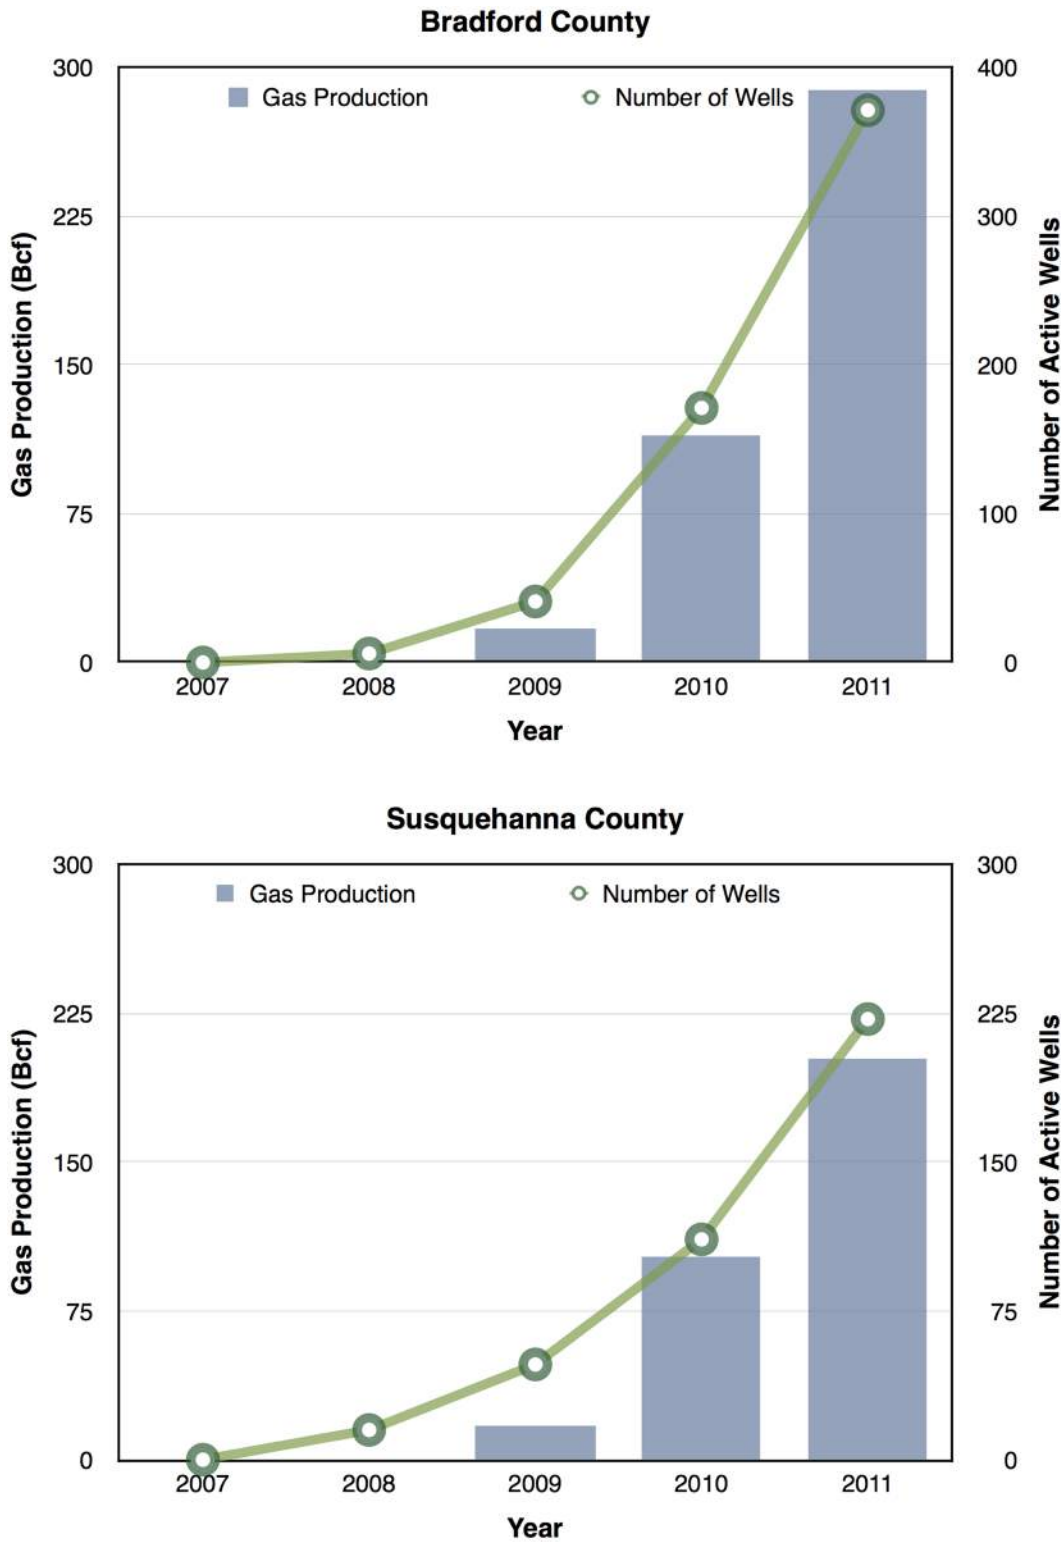 Bradford County
Gas Production
Number of Wells
Gas Production (Bcf)
300
225
150
75
0
Number of Active Wells
400
300
200
100
0
2007 2008 2009 2010 2011
Year
Susquehanna County
Gas Production
Number of Wells
Gas Production (Bcf)
300
225
150
75
0
Number of Active Wells
300
225
150
75
0
2007 2008 2009 2010 2011
Year